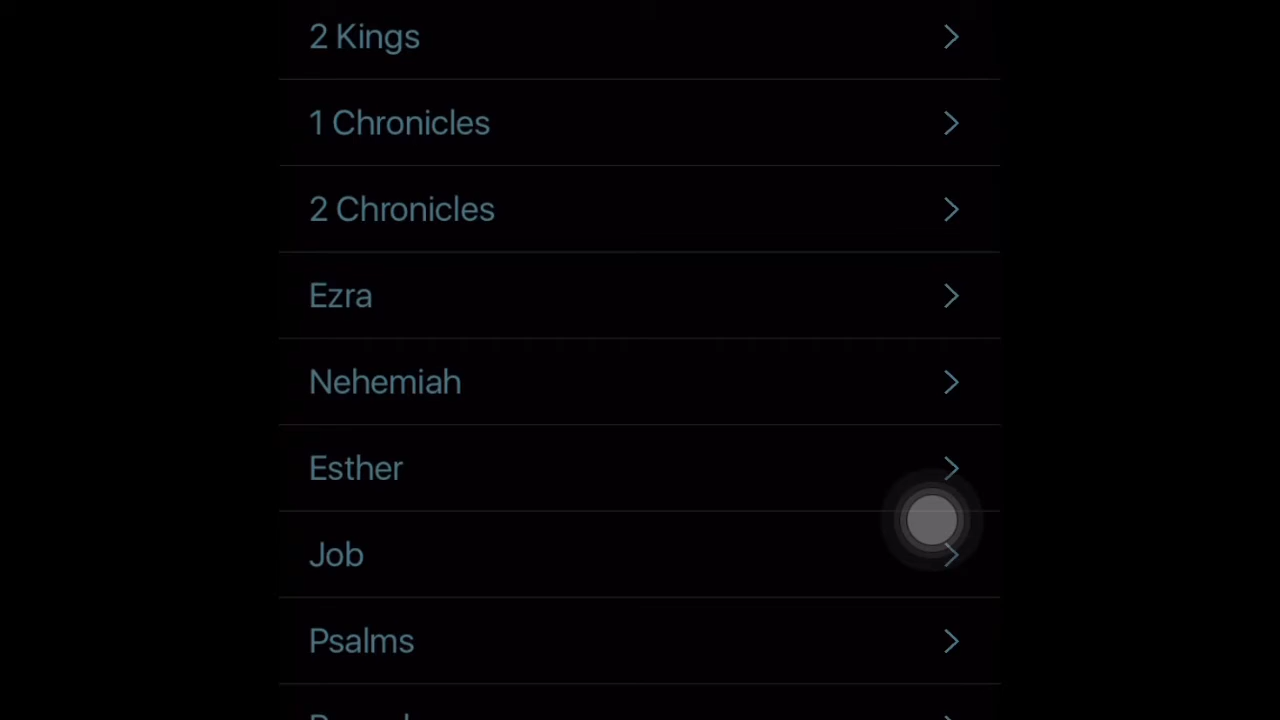 2 Kings
1 Chronicles
2 Chronicles
Ezra
Nehemiah
Esther
Job
Psalms